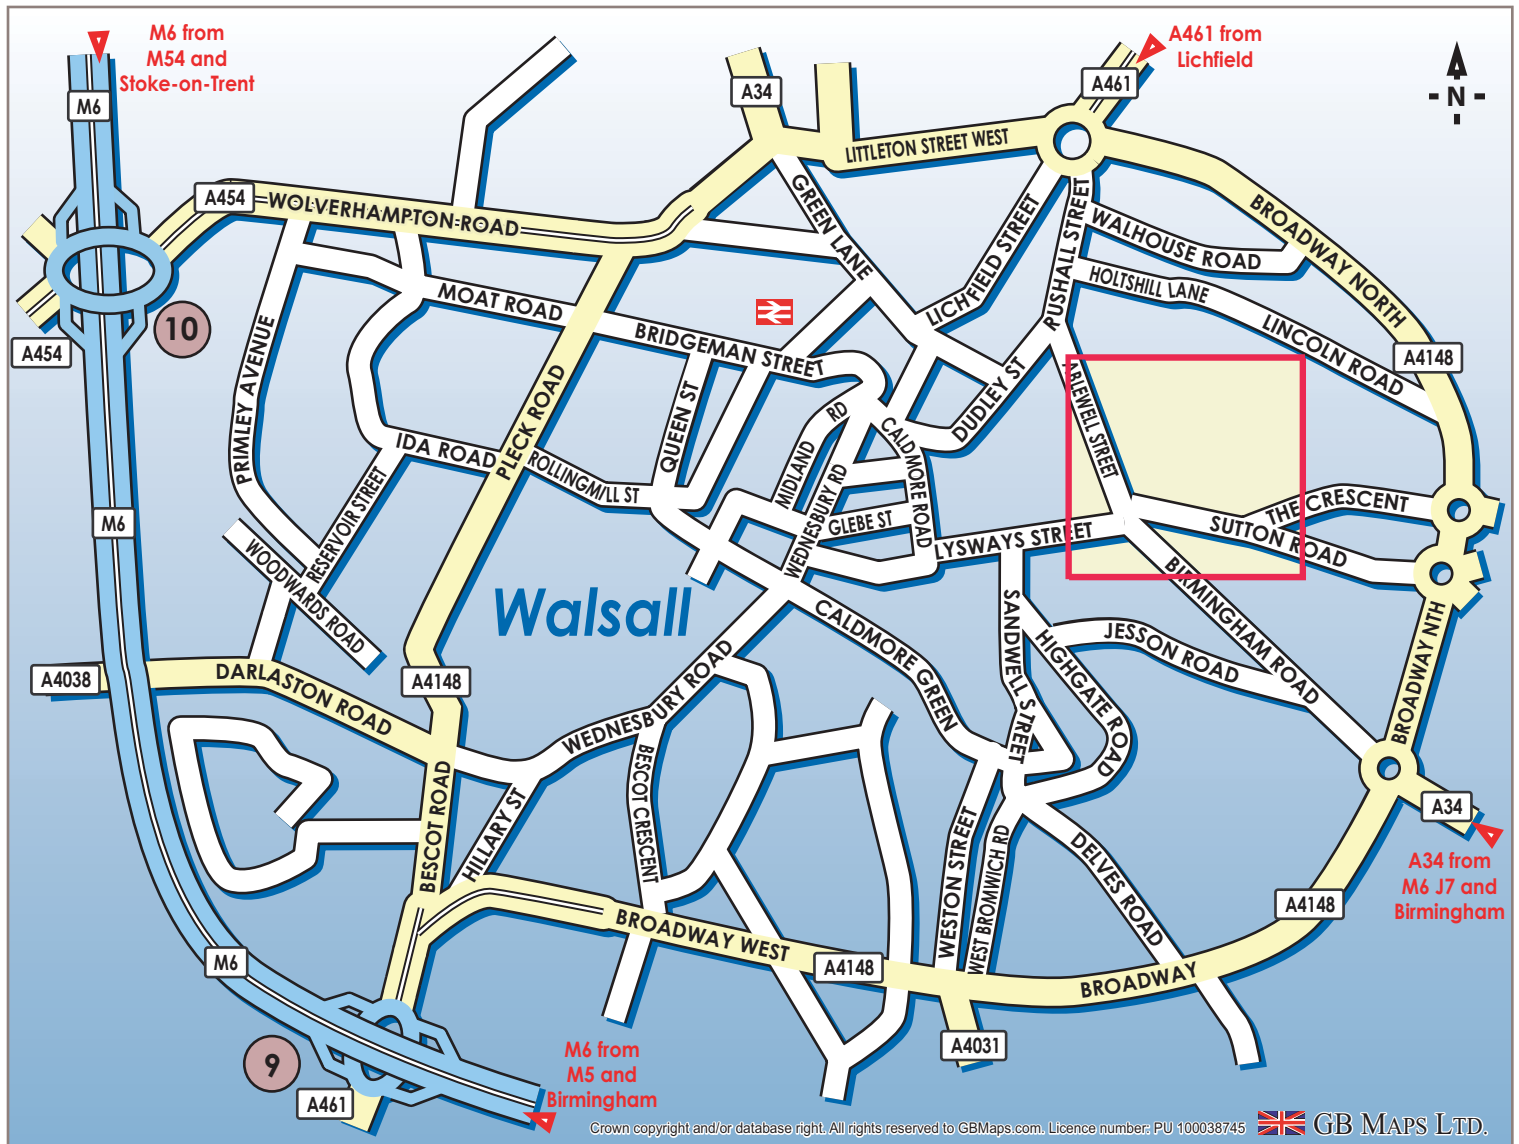 M6 from
M54 and
Stoke-on-Trent
A461 from
Lichfield
M6
A34
A461
N
LITTLETON STREET WEST
A454
WOLVERHAMPTON ROAD
GREEN LANE
LICHFIELD STREET
RUSHALL STREET
WALHOUSE ROAD
BROADWAY NORTH
HOLTSHILL LANE
LINCOLN ROAD
10
A454
MOAT ROAD
BRIDGEMAN STREET
A4148
PRIMLEY AVENUE
PLECK ROAD
QUEEN ST
DUDLEY ST
ABLEWELL STREET
IDA ROAD
ROLLINGMILL ST
MIDLAND
RD
CALDMORE ROAD
WEDNESBURY RD
GLEBE ST
M6
RESERVOIR STREET
WOODWARDS ROAD
LYSWAYS STREET
THE CRESCENT
SUTTON ROAD
BIRMINGHAM ROAD
Walsall
CALDMORE GREEN
SANDWELL STREET
HIGHGATE ROAD
JESSON ROAD
BROADWAY NTH
A4038
DARLASTON ROAD
A4148
WEDNESBURY ROAD
BESCOT CRESCENT
BESCOT ROAD
HILLARY ST
WESTON STREET
WEST BROMWICH RD
DELVES ROAD
A34
A34 from
M6 J7 and
Birmingham
A4148
BROADWAY WEST
A4148
BROADWAY
M6
A4031
9
A461
M6 from
M5 and
Birmingham
Crown copyright and/or database right. All rights reserved to GBMaps.com. Licence number: PU 100038745
GB MAPS LTD.